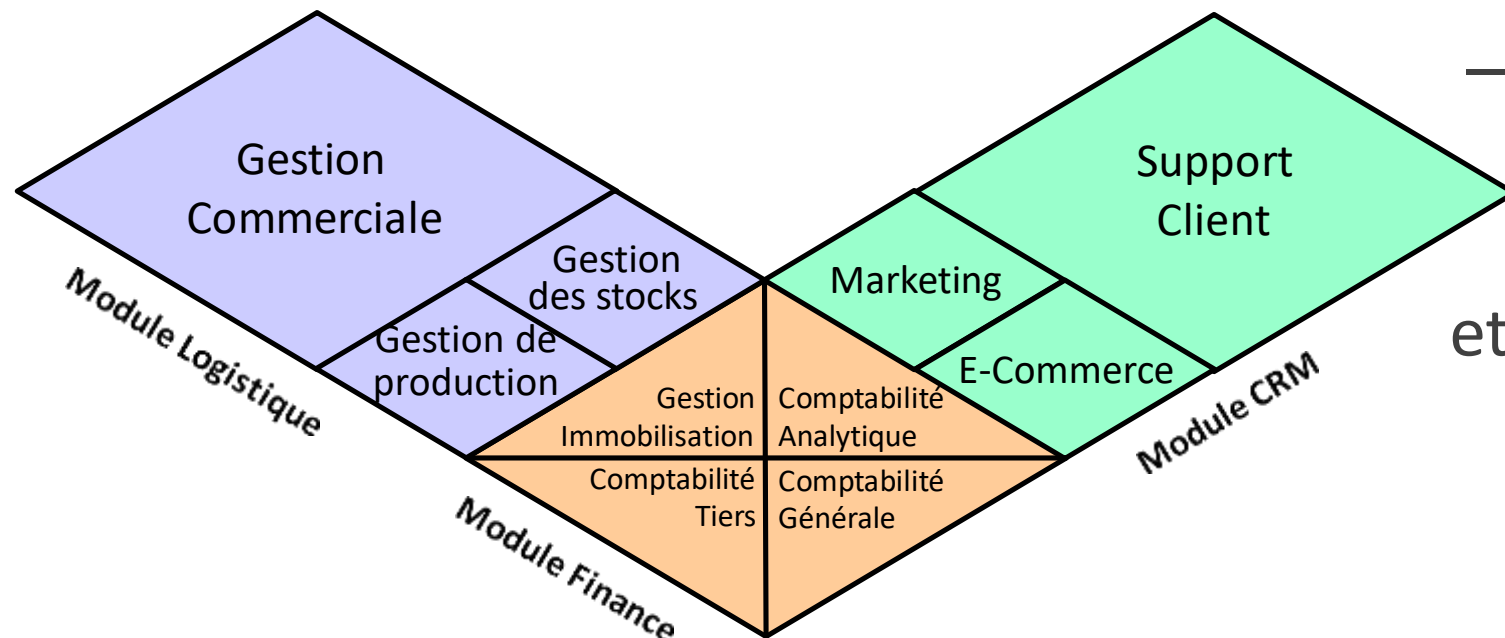 Gestion
Commerciale
Gestion
des stocks
Gestion de
production
Module Logistique
Support
Client
Marketing
E-Commerce
Module CRM
Gestion
Immobilisation
Comptabilité
Analytique
Comptabilité
Tiers
Comptabilité
Générale
Module Finance
–
et